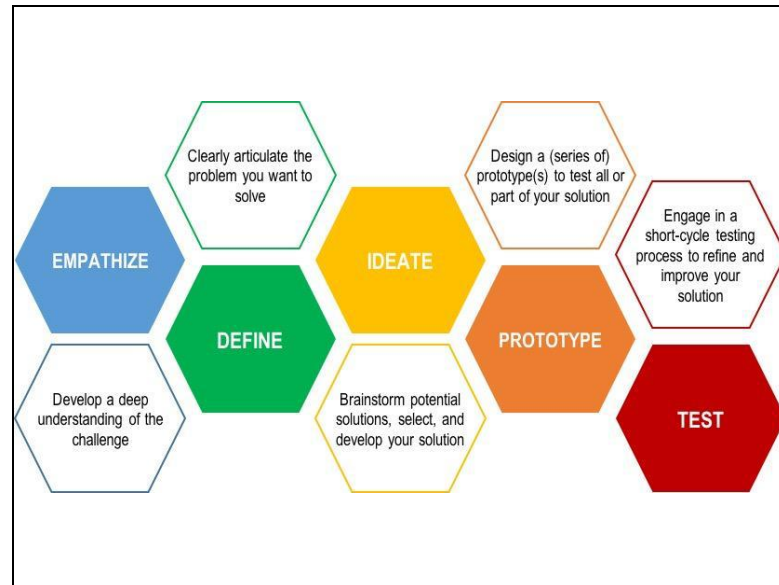 EMPATHIZE
Develop a deep
understanding of the
challenge
Clearly articulate the
problem you want to
solve
DEFINE
IDEATE
Brainstorm potential
solutions, select, and
develop your solution
Design a (series of)
prototype(s) to test all or
part of your solution
PROTOTYPE
Engage in a
short-cycle testing
process to refine and
improve your
solution
TEST